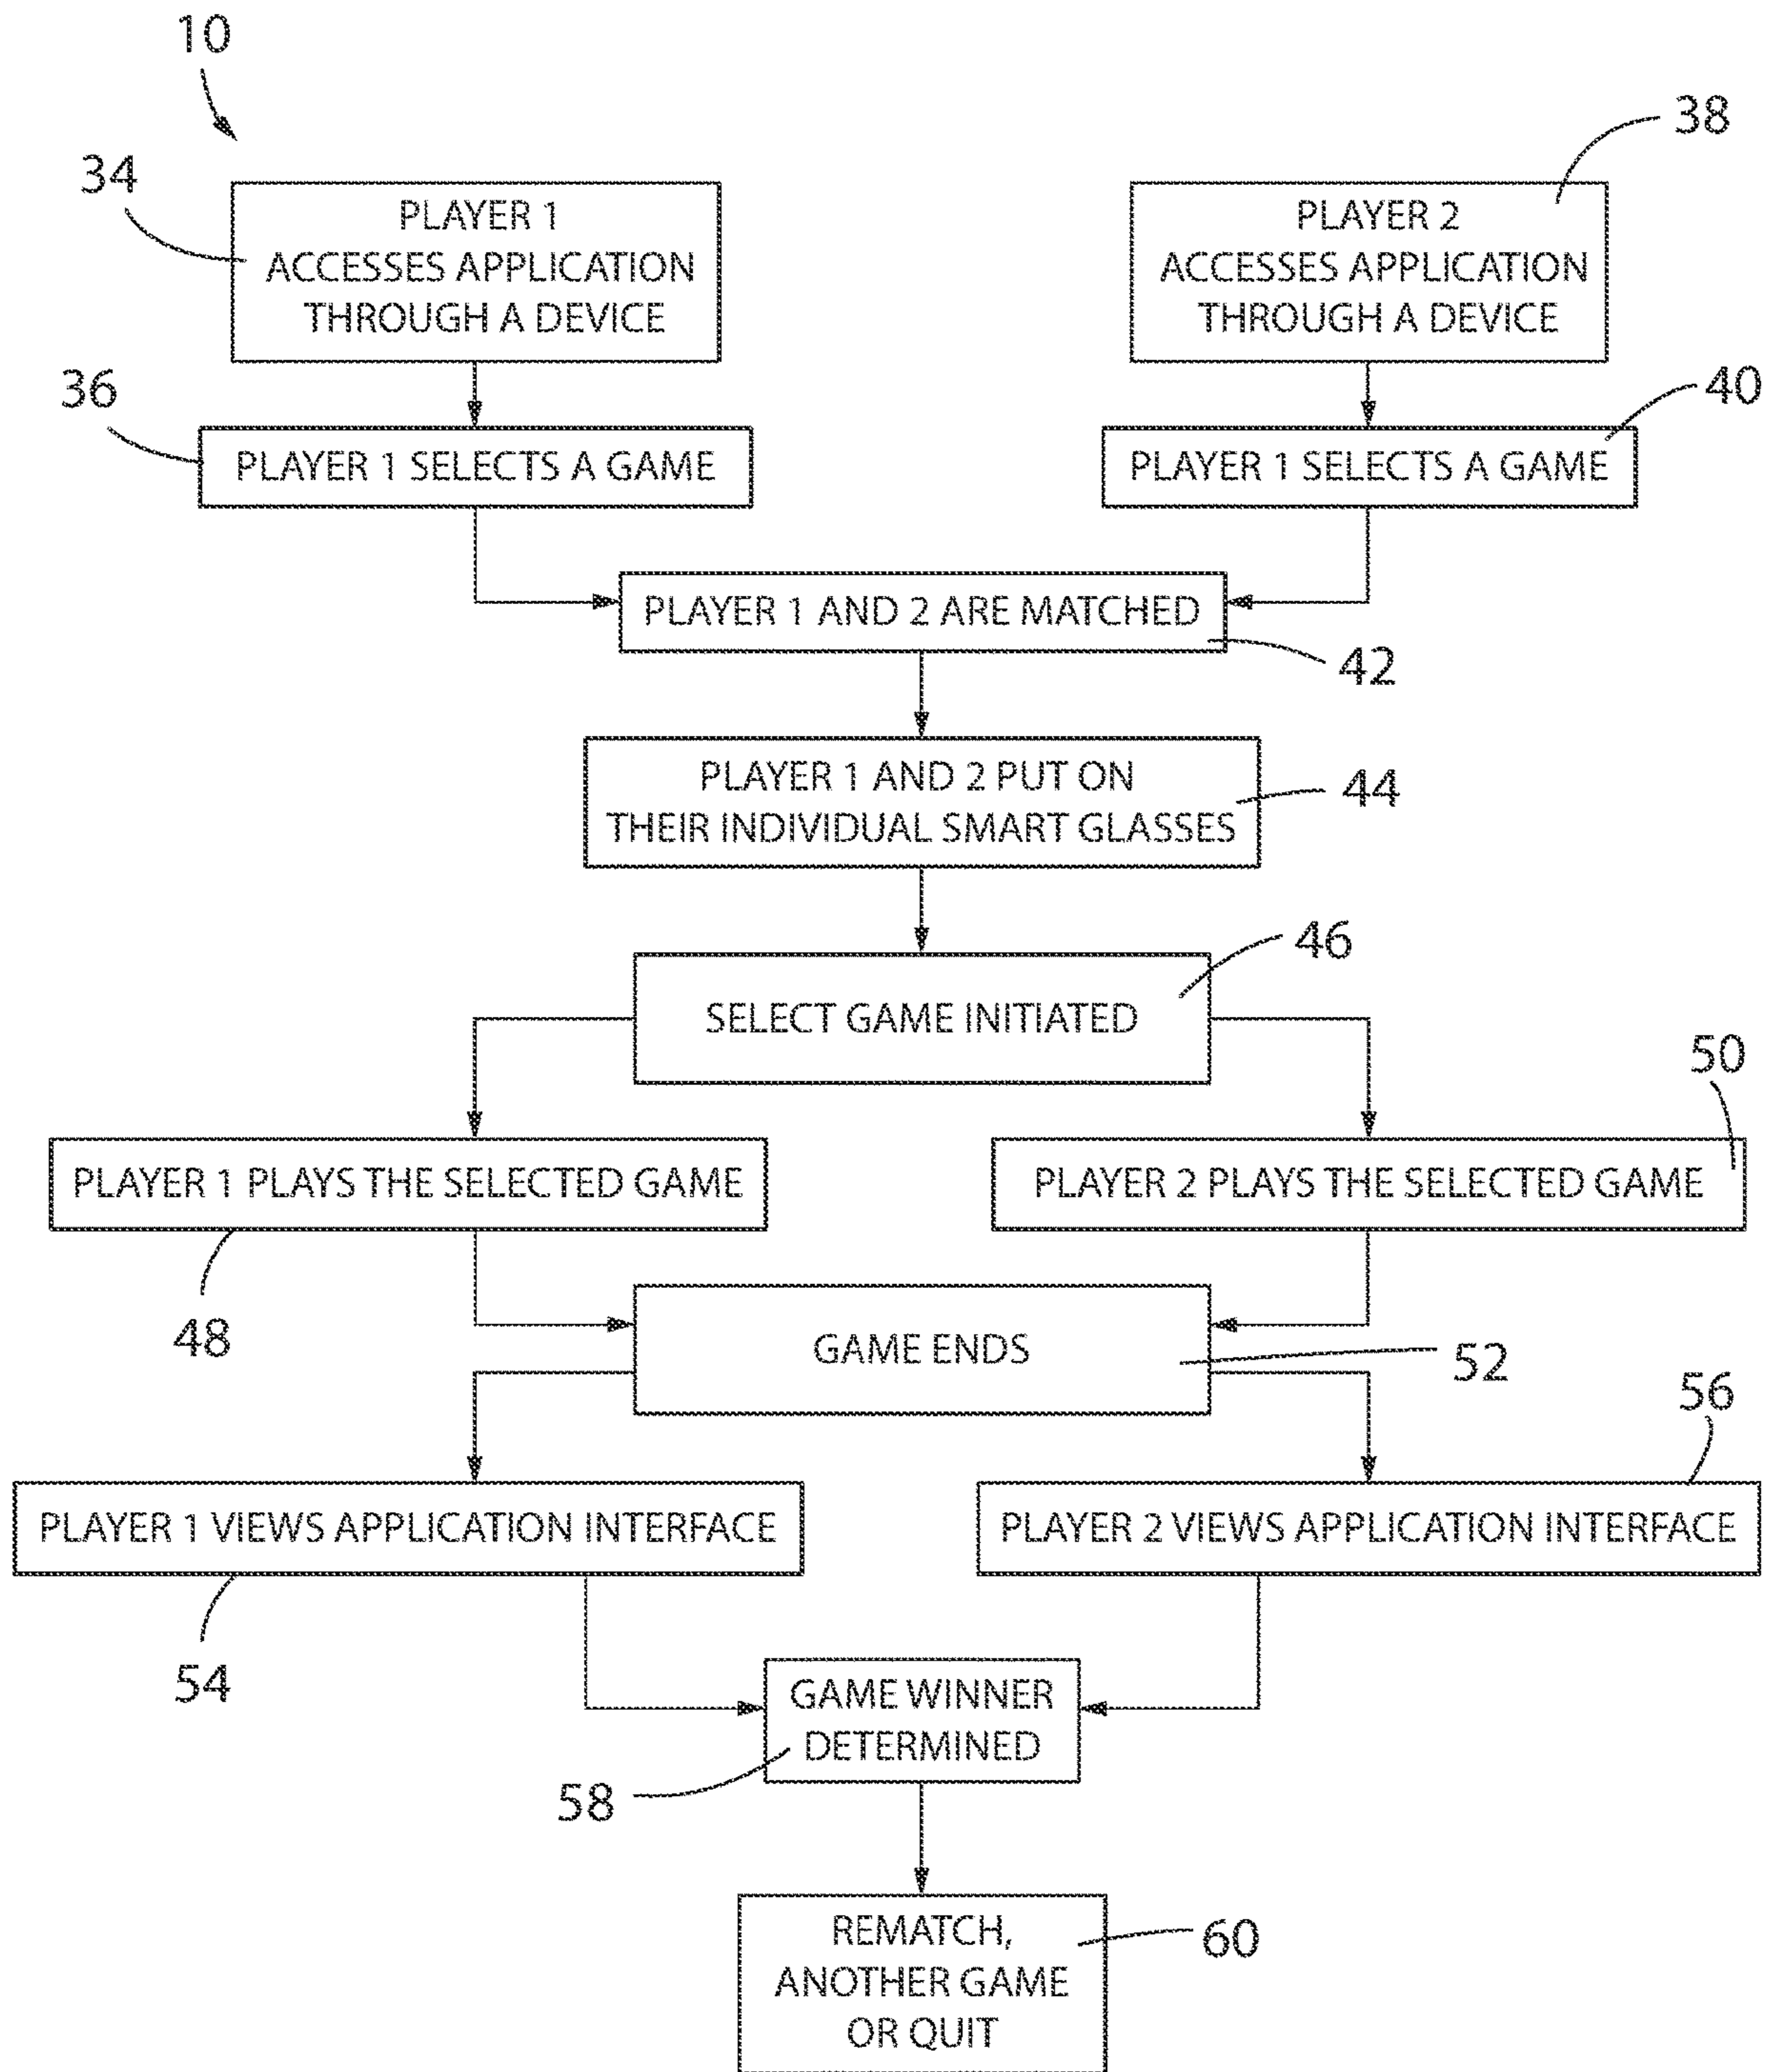 10
38
34
PLAYER 1
ACCESSES APPLICATION
THROUGH A DEVICE
PLAYER 2
ACCESSES APPLICATION
THROUGH A DEVICE
36
40
PLAYER 1 SELECTS A GAME
PLAYER 1 SELECTS A GAME
PLAYER 1 AND 2 ARE MATCHED
42
PLAYER 1 AND 2 PUT ON
THEIR INDIVIDUAL SMART GLASSES
44
46
SELECT GAME INITIATED
50
PLAYER 1 PLAYS THE SELECTED GAME
PLAYER 2 PLAYS THE SELECTED GAME
48
GAME ENDS
52
56
PLAYER 1 VIEWS APPLICATION INTERFACE
PLAYER 2 VIEWS APPLICATION INTERFACE
54
GAME WINNER
DETERMINED
58
REMATCH,
ANOTHER GAME
OR QUIT
60